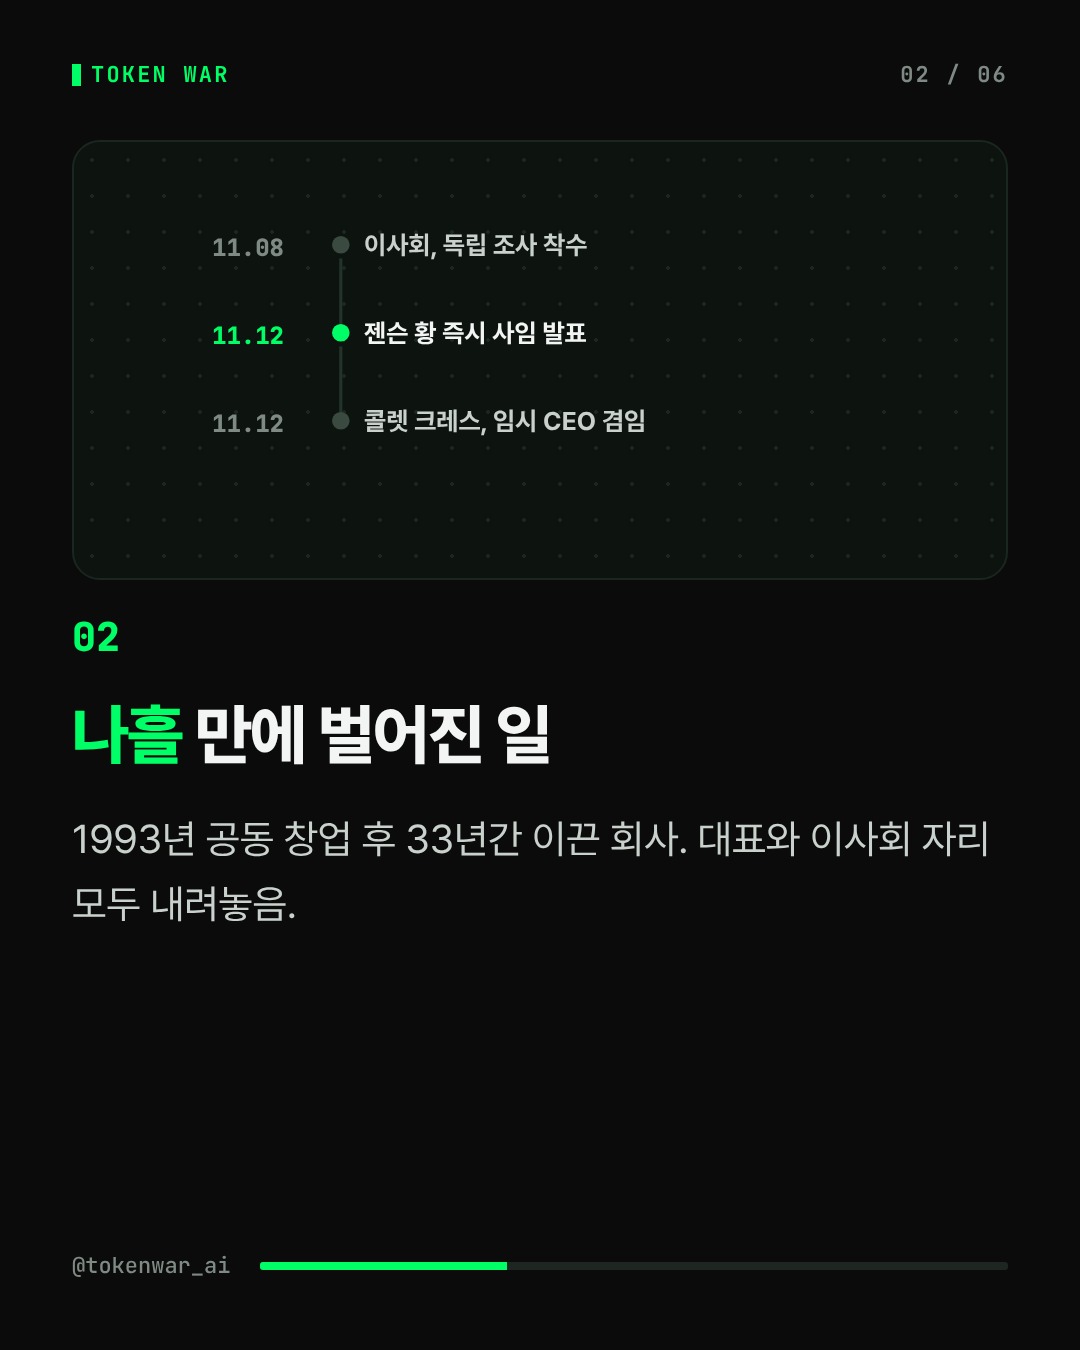 TOKEN WAR
02 / 06
11.08 이사회, 독립 조사 착수
11.12 젠슨 황 즉시 사임 발표
11.12 콜렛 크레스, 임시 CEO 겸임
02
나흘 만에 벌어진 일
1993년 공동 창업 후 33년간 이끈 회사. 대표와 이사회 자리
모두 내려놓음.
@tokenwar_ai